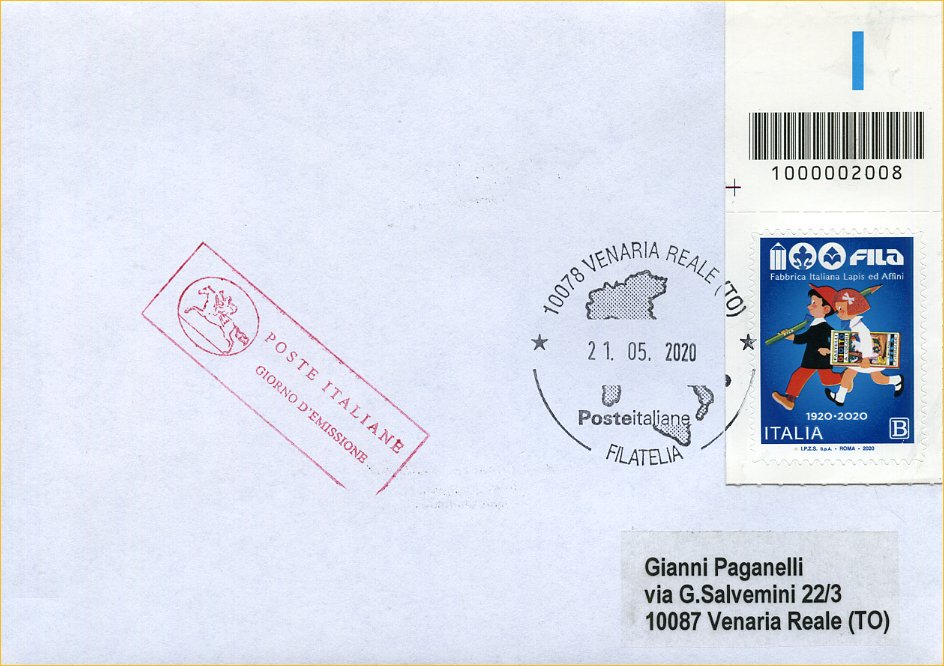 1000002008
100 FILA
Fabbrica Italiana Lapis ed Affini
1920•2020
ITALIA B
I.P.Z.S. S.p.A. - ROMA - 2020
10078 VENARIA REALE (TO)
21. 05. 2020
Posteitaliane
FILATELIA
POSTE ITALIANE
GIORNO D'EMISSIONE
Gianni Paganelli
via G.Salvemini 22/3
10087 Venaria Reale (TO)